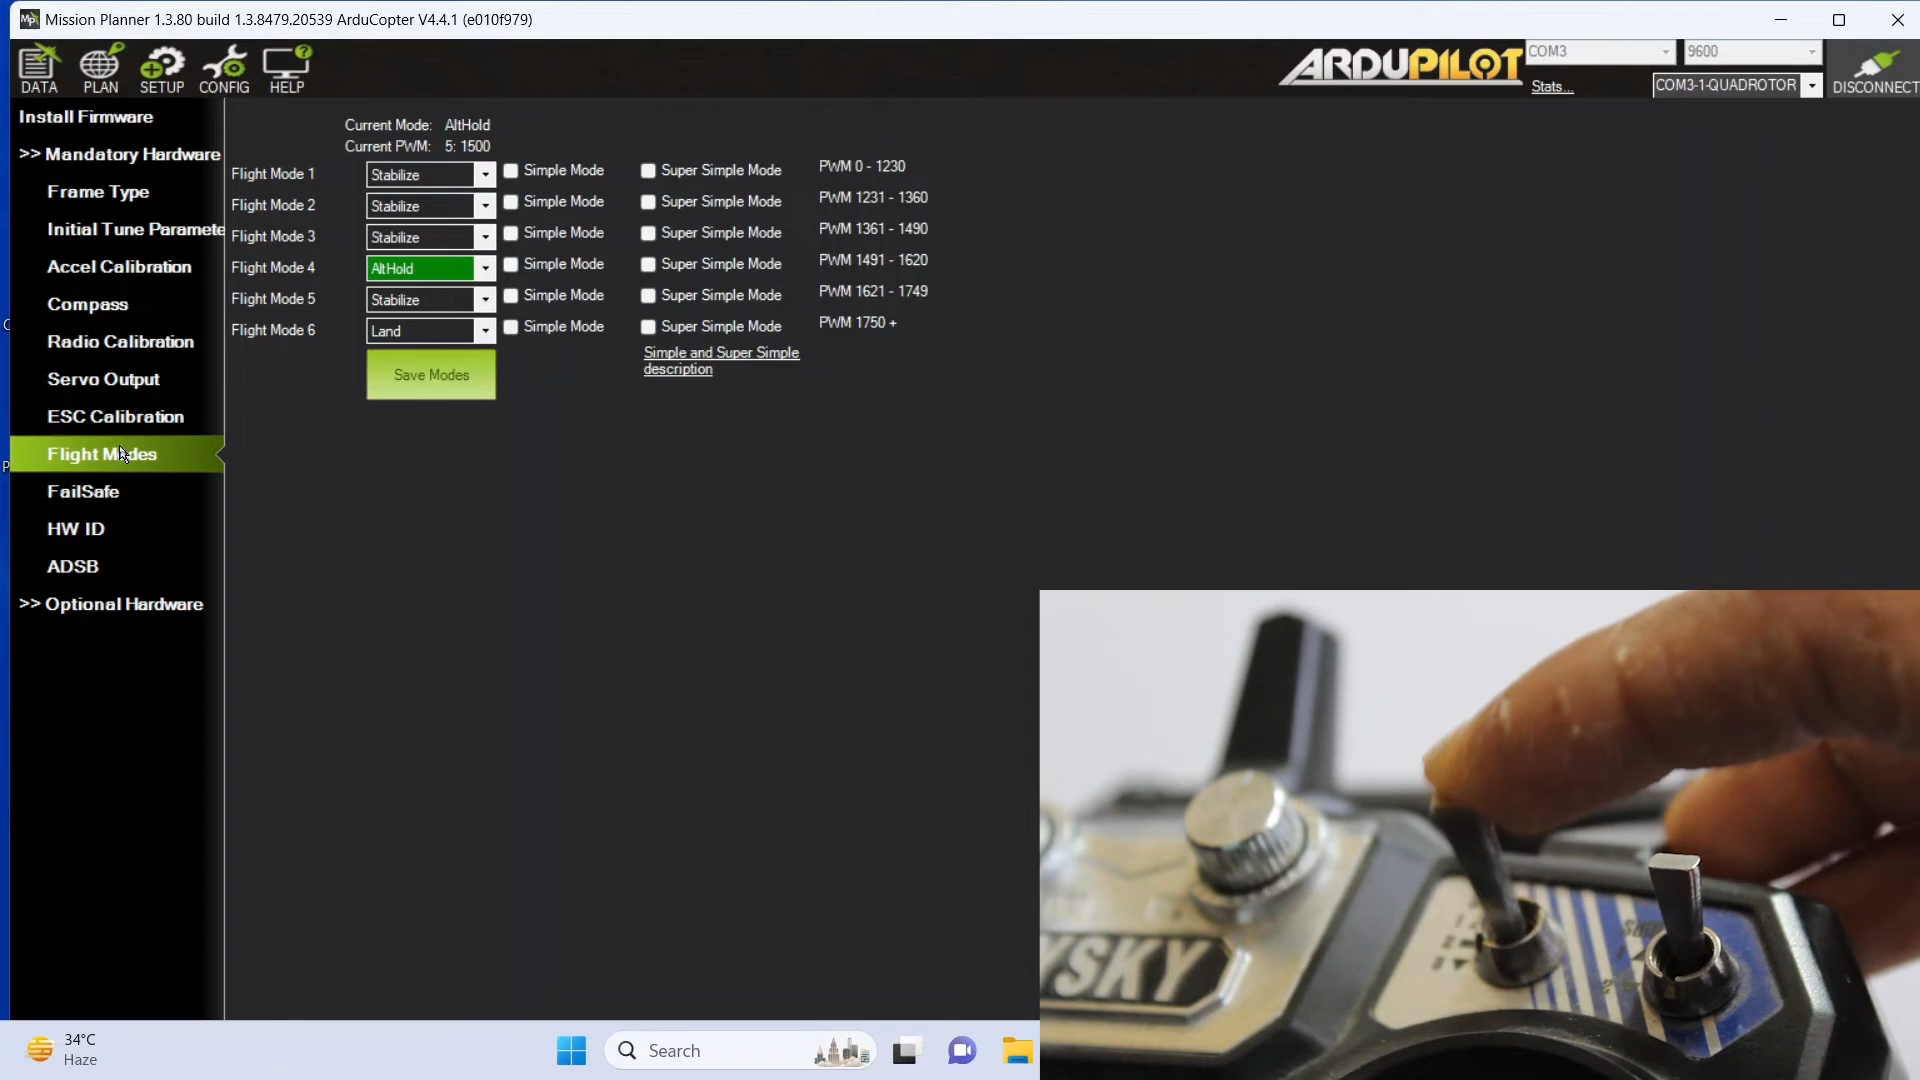 Mission Planner 1.3.80 build 1.3.8479.20539 ArduCopter V4.4.1 (e010f979)
DATA PLAN SETUP CONFIG HELP
ARDUPILOT
COM3 9600
Stats... COM3-1-QUADROTOR DISCONNECT
Install Firmware
>> Mandatory Hardware
Frame Type
Initial Tune Paramete
Accel Calibration
Compass
Radio Calibration
Servo Output
ESC Calibration
Flight Modes
FailSafe
HW ID
ADSB
>> Optional Hardware
Current Mode: AltHold
Current PWM: 5: 1500
Flight Mode 1 Stabilize Simple Mode Super Simple Mode PWM 0 - 1230
Flight Mode 2 Stabilize Simple Mode Super Simple Mode PWM 1231 - 1360
Flight Mode 3 Stabilize Simple Mode Super Simple Mode PWM 1361 - 1490
Flight Mode 4 AltHold Simple Mode Super Simple Mode PWM 1491 - 1620
Flight Mode 5 Stabilize Simple Mode Super Simple Mode PWM 1621 - 1749
Flight Mode 6 Land Simple Mode Super Simple Mode PWM 1750 +
Save Modes
Simple and Super Simple
description
YSKY
34°C
Haze
Search